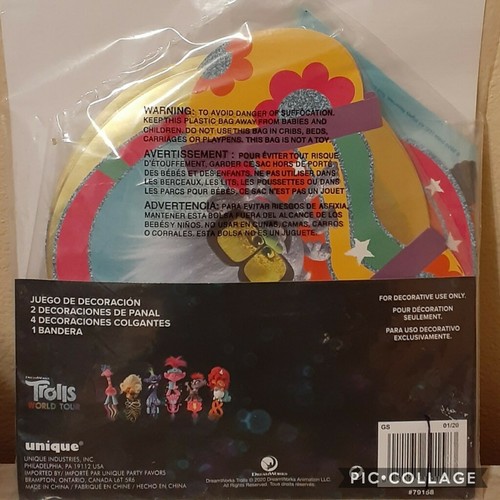 WARNING: TO AVOID DANGER OF SUFFOCATION,
KEEP THIS PLASTIC BAG AWAY FROM BABIES AND
CHILDREN. DO NOT USE THIS BAG IN CRIBS, BEDS,
CARRIAGES OR PLAYPENS. THIS BAG IS NOT A TOY.
AVERTISSEMENT : POUR ÉVITER TOUT RISQUE
D'ÉTOUFFEMENT, GARDER CE SAC HORS DE PORTÉE
DES BÉBÉS ET DES ENFANTS. NE PAS UTILISER DANS
LES BERCEAUX, LES LITS, LES POUSSETTES OU DANS
LES PARCS POUR BÉBÉS. CE SAC N'EST PAS UN JOUET
ADVERTENCIA: PARA EVITAR RIESGOS DE ASFIXIA,
MANTENER ESTA BOLSA FUERA DEL ALCANCE DE LOS
BEBÉS Y NIÑOS. NO USAR EN CUNAS, CAMAS, CARROS
O CORRALES. ESTA BOLSA NO ES UN JUGUETE.
JUEGO DE DECORACIÓN
2 DECORACIONES DE PANAL
4 DECORACIONES COLGANTES
1 BANDERA
FOR DECORATIVE USE ONLY.
POUR DÉCORATION
SEULEMENT.
PARA USO DECORATIVO
EXCLUSIVAMENTE.
DREAMWORKS
Trolls
WORLD TOUR
unique
UNIQUE INDUSTRIES, INC.
PHILADELPHIA, PA 19112 USA
IMPORTED BY / IMPORTÉ PAR UNIQUE PARTY FAVORS
BRAMPTON, ONTARIO CANADA L6T 5R6
MADE IN CHINA / FABRIQUÉ EN CHINE / HECHO EN CHINA
DREAMWORKS
DreamWorks Trolls © 2020 DreamWorks Animation LLC.
GS 01/20
PIC•COLLAGE
#79168